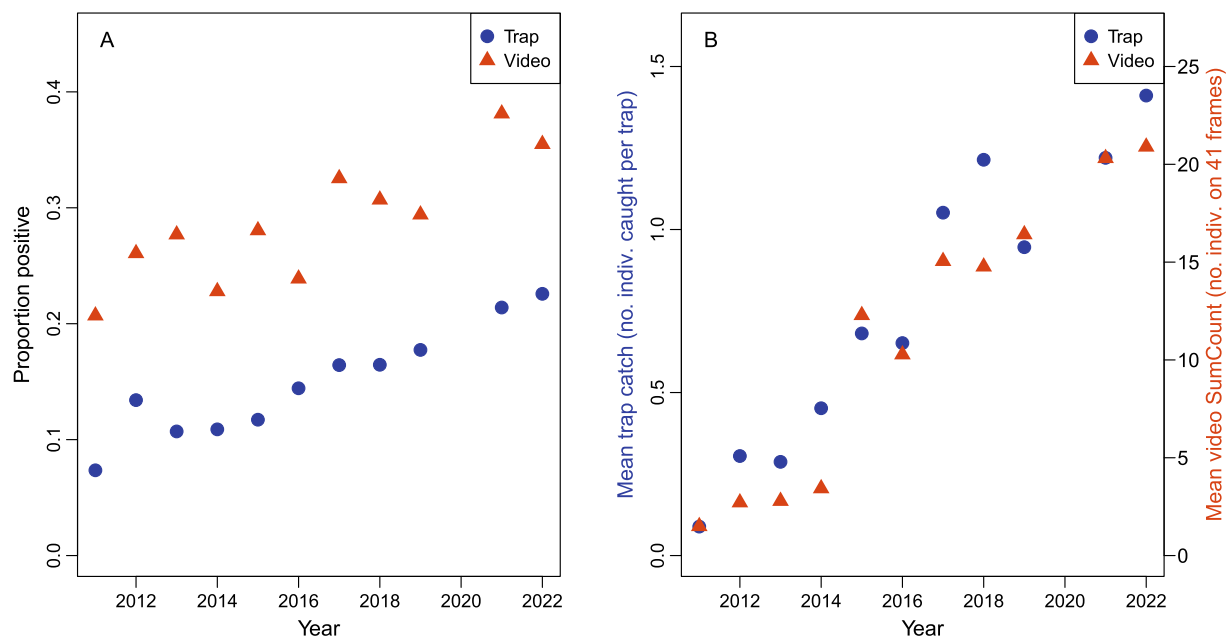 A
Trap
Video
Proportion positive
0.0
0.1
0.2
0.3
0.4
2012
2014
2016
2018
2020
2022
Year
B
Trap
Video
Mean trap catch (no. indiv. caught per trap)
0.0
0.5
1.0
1.5
2012
2014
2016
2018
2020
2022
Year
0
5
10
15
20
25
Mean video SumCount (no. indiv. on 41 frames)